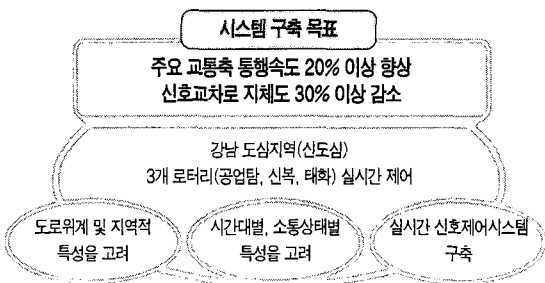 시스템 구축 목표
주요 교통축 통행속도 20% 이상 향상
신호교차로 지체도 30% 이상 감소
강남 도심지역(신도심)
3개 로터리(공업탑, 신복, 태화) 실시간 제어
도로위계 및 지역적
특성을 고려
시간대별, 소통상태별
특성을 고려
실시간 신호제어시스템
구축